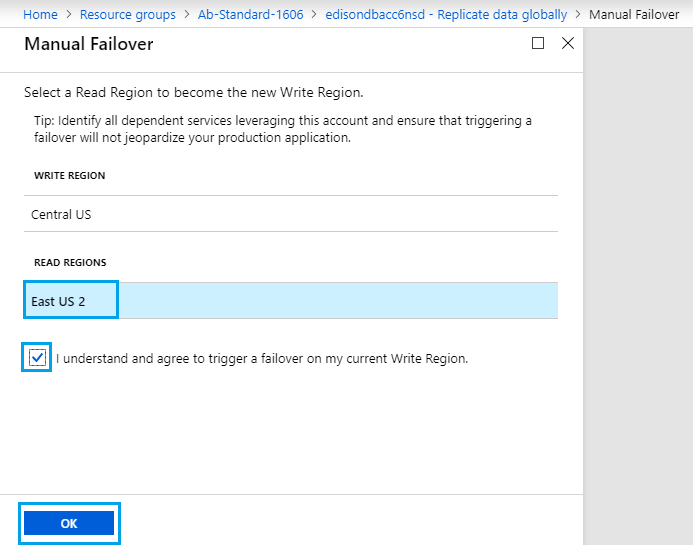 Home > Resource groups > Ab-Standard-1606 > edisondbacc6nsd - Replicate data globally > Manual Failover
Manual Failover
Select a Read Region to become the new Write Region.
Tip: Identify all dependent services leveraging this account and ensure that triggering a
failover will not jeopardize your production application.
WRITE REGION
Central US
READ REGIONS
East US 2
I understand and agree to trigger a failover on my current Write Region.
OK